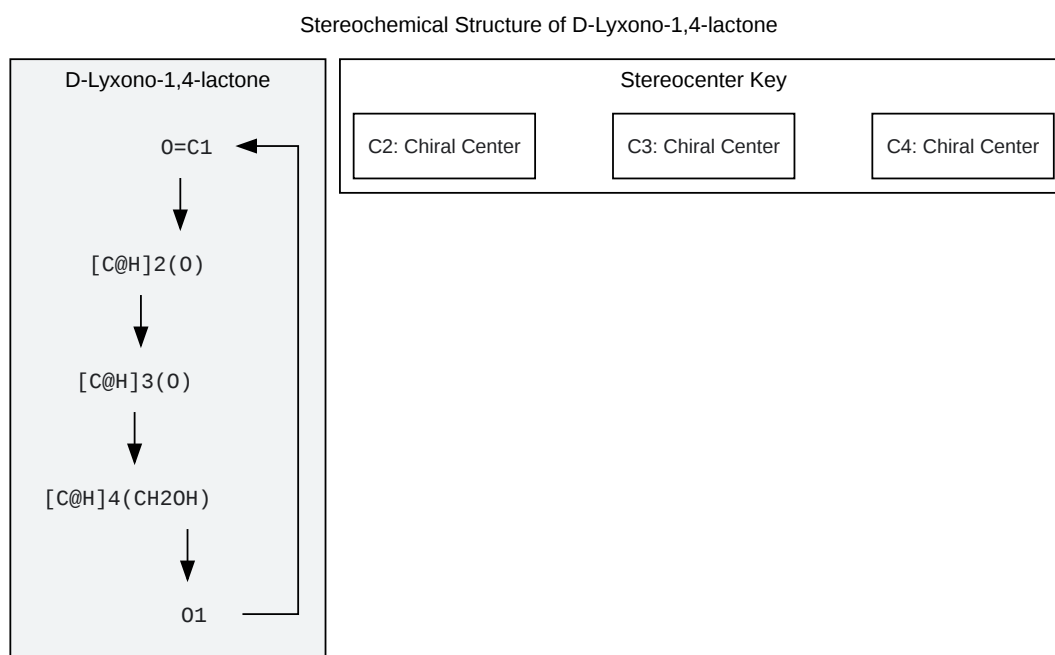 Stereochemical Structure of D-Lyxono-1,4-lactone
D-Lyxono-1,4-lactone
O=C1
[C@H]2(O)
[C@H]3(O)
[C@H]4(CH2OH)
O1
Stereocenter Key
C2: Chiral Center
C3: Chiral Center
C4: Chiral Center